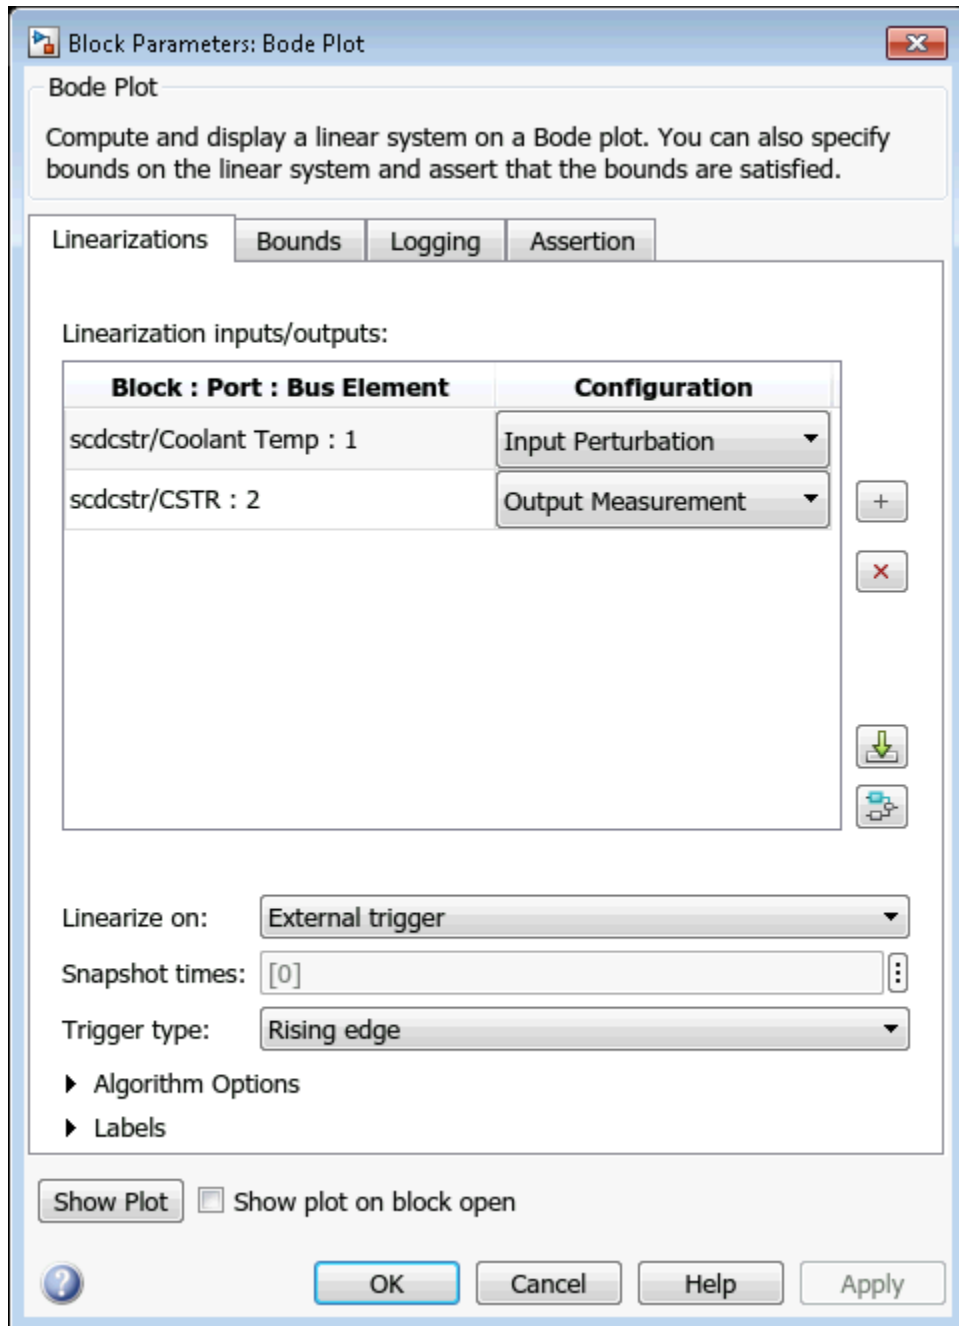 Block Parameters: Bode Plot
Bode Plot
Compute and display a linear system on a Bode plot. You can also specify
bounds on the linear system and assert that the bounds are satisfied.
Linearizations Bounds Logging Assertion
Linearization inputs/outputs:
Block : Port : Bus Element Configuration
scdcstr/Coolant Temp : 1 Input Perturbation
scdcstr/CSTR : 2 Output Measurement
Linearize on: External trigger
Snapshot times: [0]
Trigger type: Rising edge
Algorithm Options
Labels
Show Plot Show plot on block open
OK Cancel Help Apply